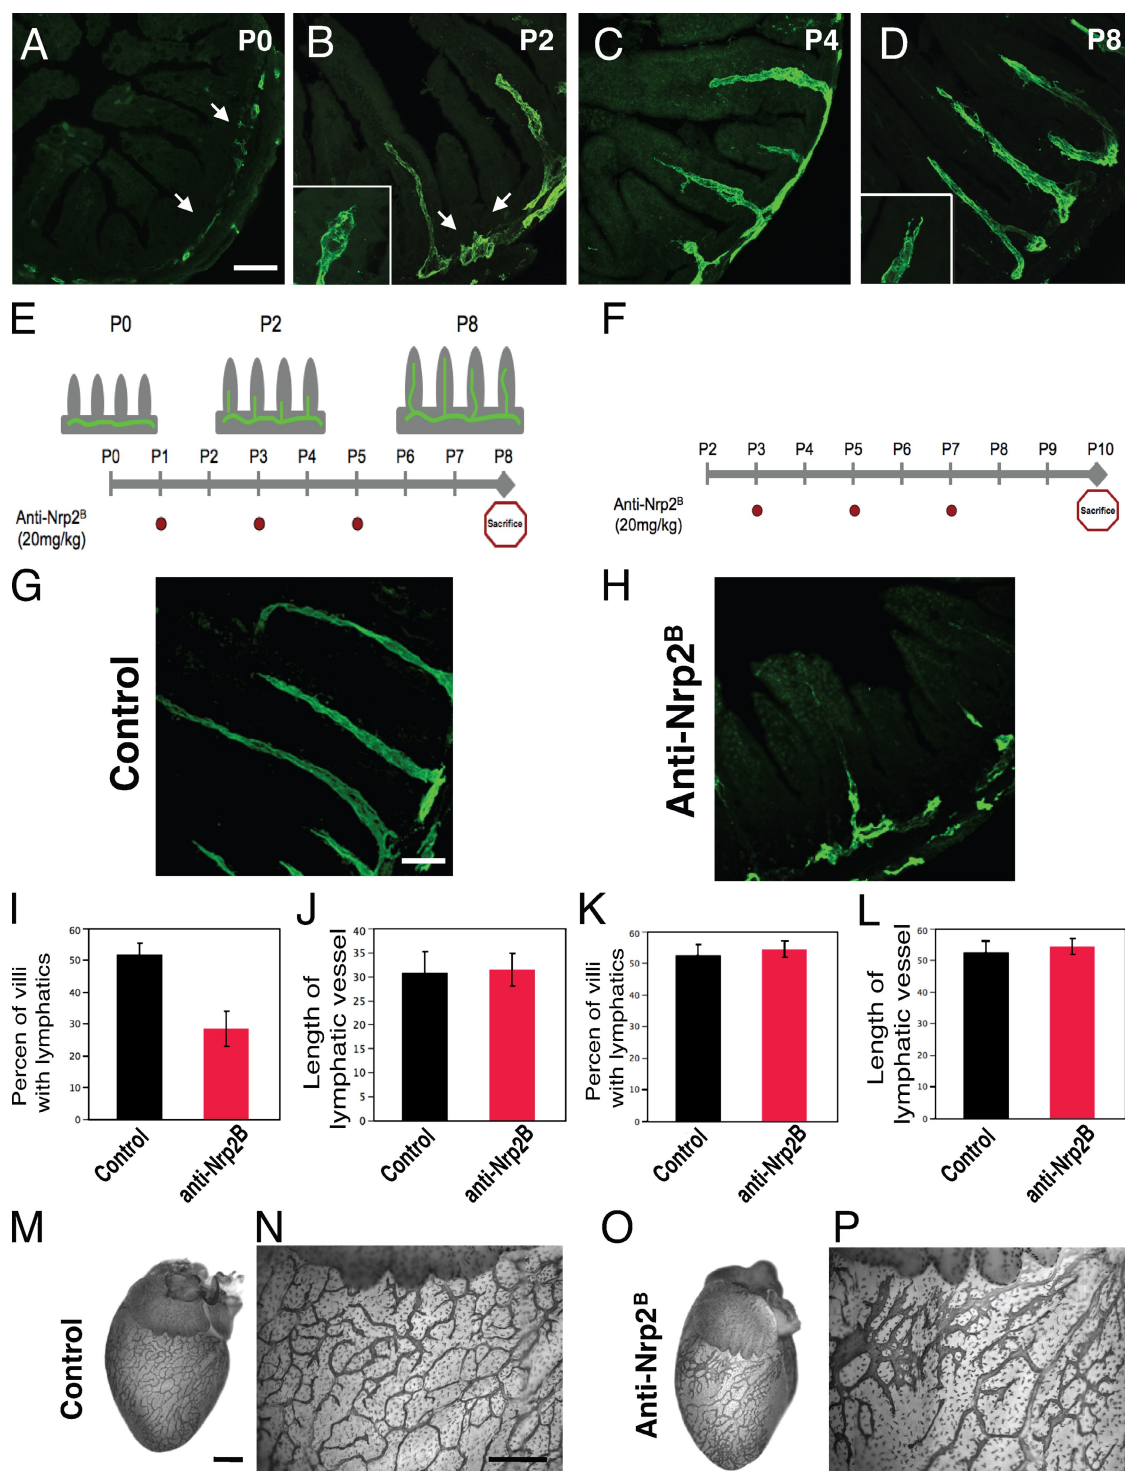 A P0
B P2
C P4
D P8
E
P0 P2 P8
P0 P1 P2 P3 P4 P5 P6 P7 P8
Anti-Nrp2B
(20mg/kg)
Sacrifice
F
P2 P3 P4 P5 P6 P7 P8 P9 P10
Anti-Nrp2B
(20mg/kg)
Sacrifice
G
Control
H
Anti-Nrp2B
I
Percen of villi
with lymphatics
60
50
40
30
20
10
0
Control
anti-Nrp2B
J
Length of
lymphatic vessel
40
35
30
25
20
15
10
5
0
Control
anti-Nrp2B
K
Percen of villi
with lymphatics
60
50
40
30
20
10
0
Control
anti-Nrp2B
L
Length of
lymphatic vessel
60
50
40
30
20
10
0
Control
anti-Nrp2B
M
Control
N
O
Anti-Nrp2B
P